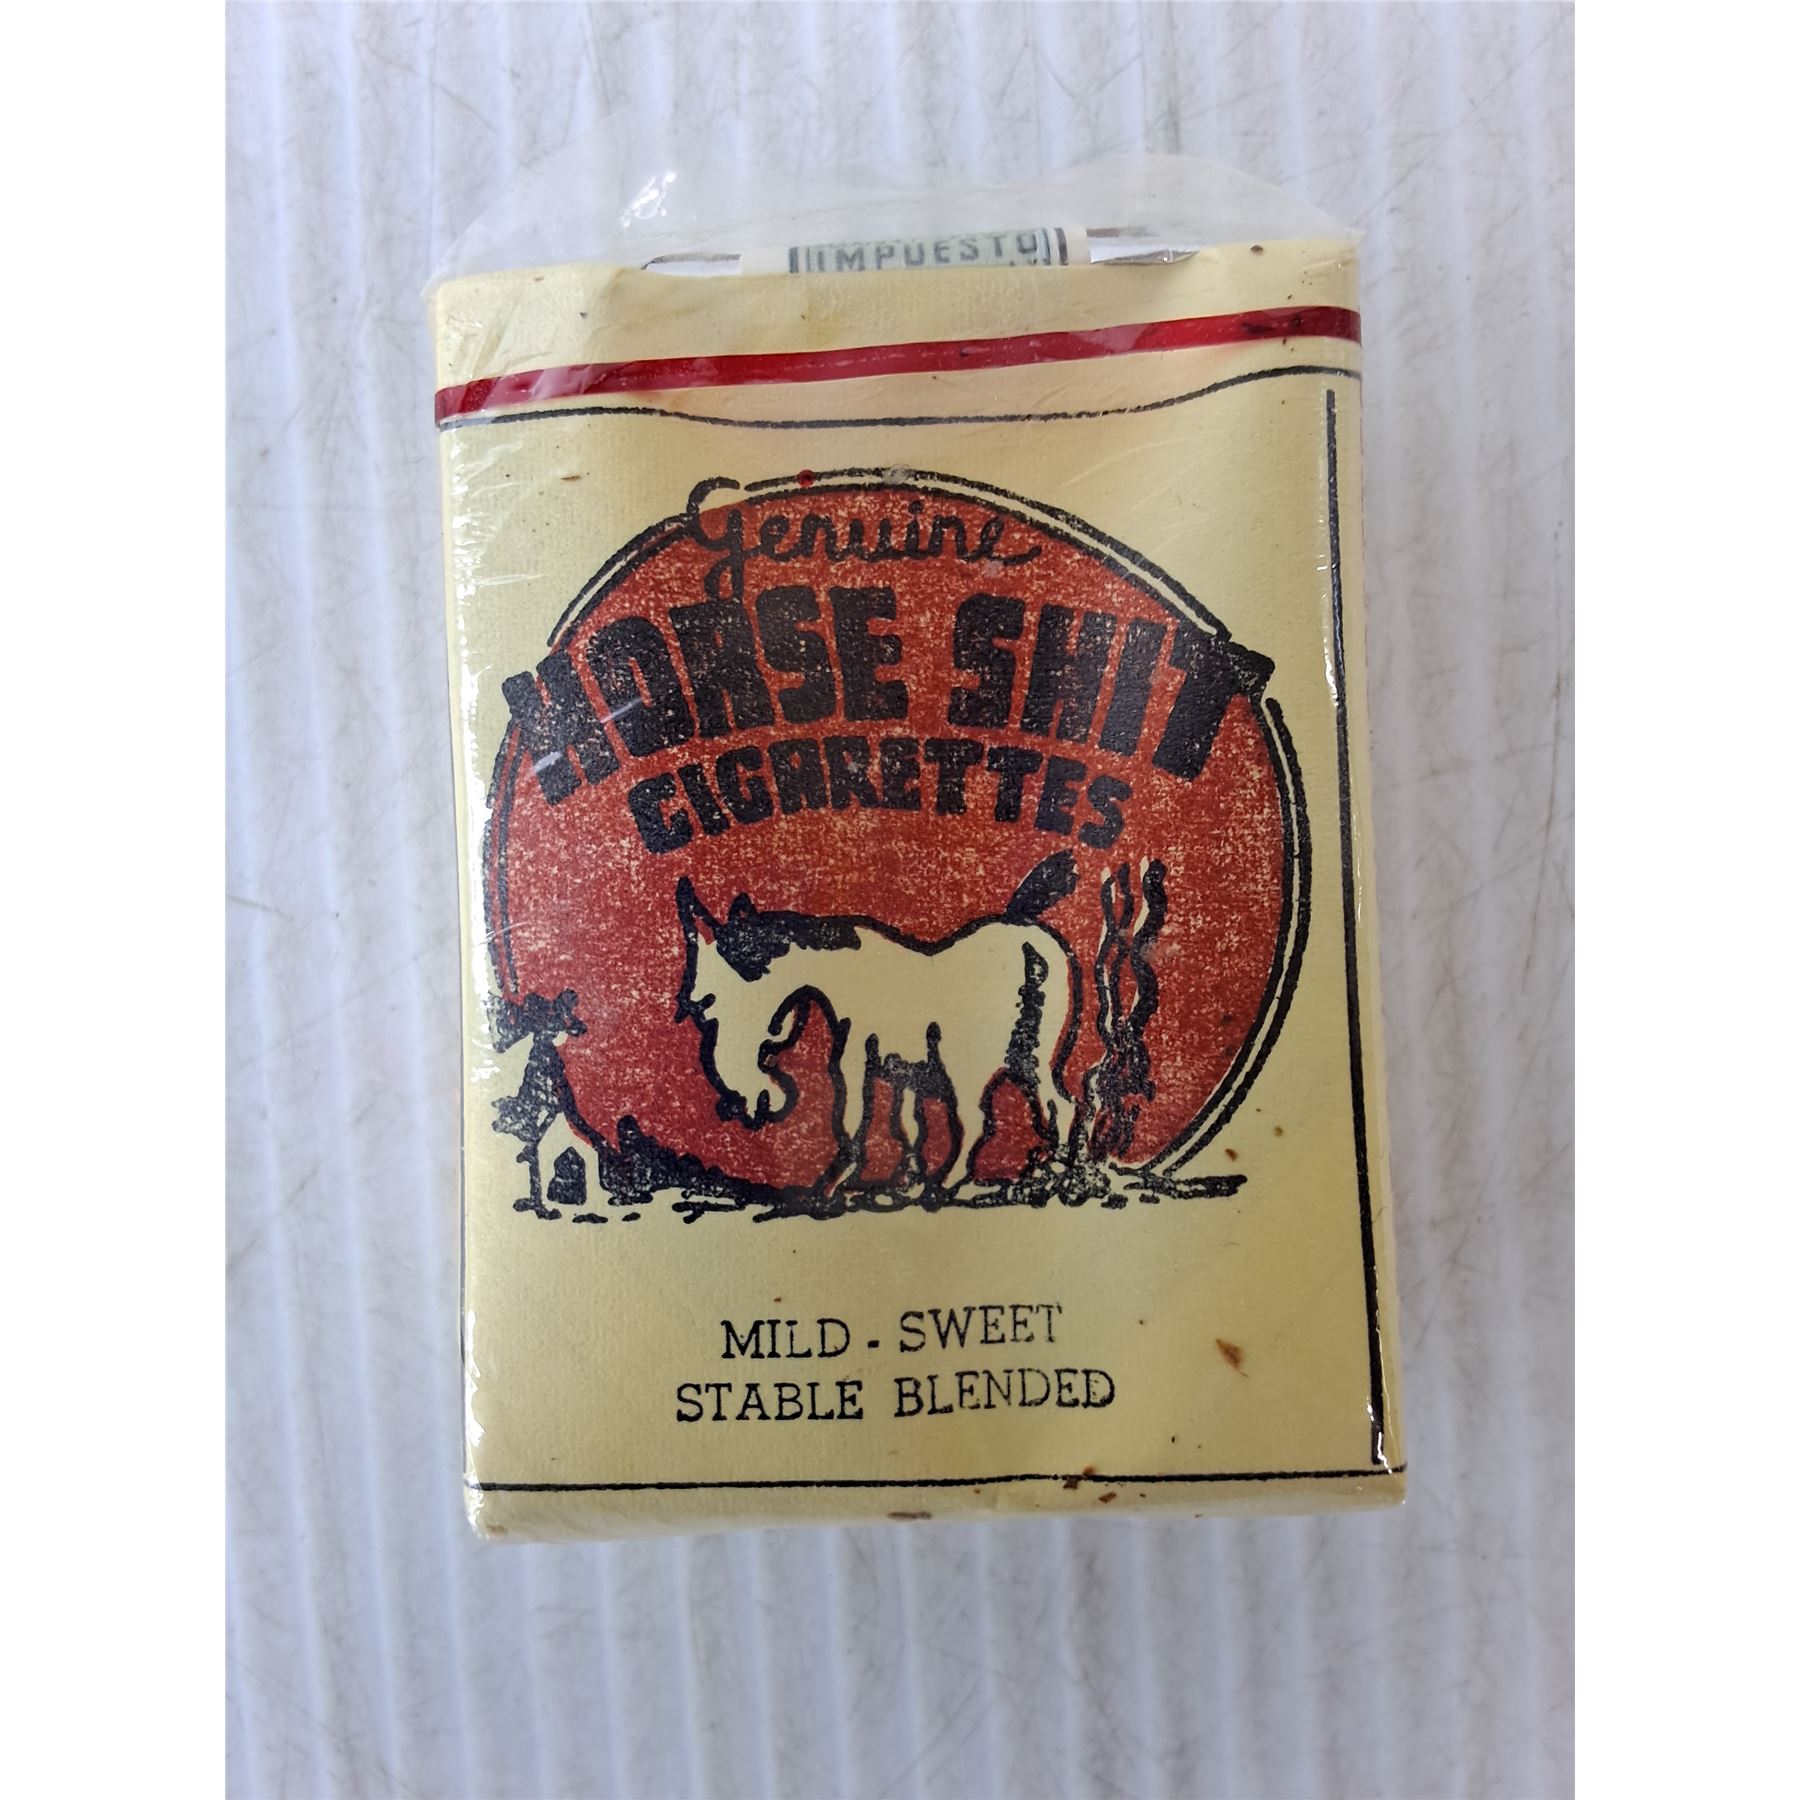 IMPUESTO
Genuine
HORSE SHIT
CIGARETTES
MILD - SWEET
STABLE BLENDED